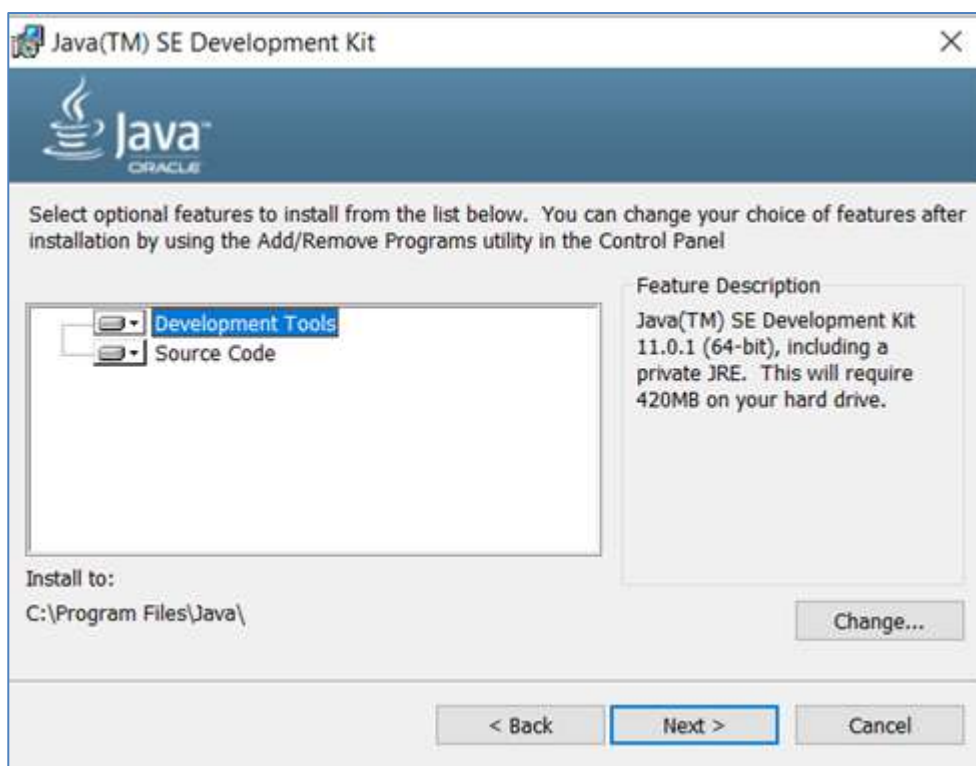 Java(TM) SE Development Kit
Java™
ORACLE
Select optional features to install from the list below. You can change your choice of features after
installation by using the Add/Remove Programs utility in the Control Panel
Development Tools
Source Code
Feature Description
Java(TM) SE Development Kit
11.0.1 (64-bit), including a
private JRE. This will require
420MB on your hard drive.
Install to:
C:\Program Files\Java\
Change...
< Back
Next >
Cancel